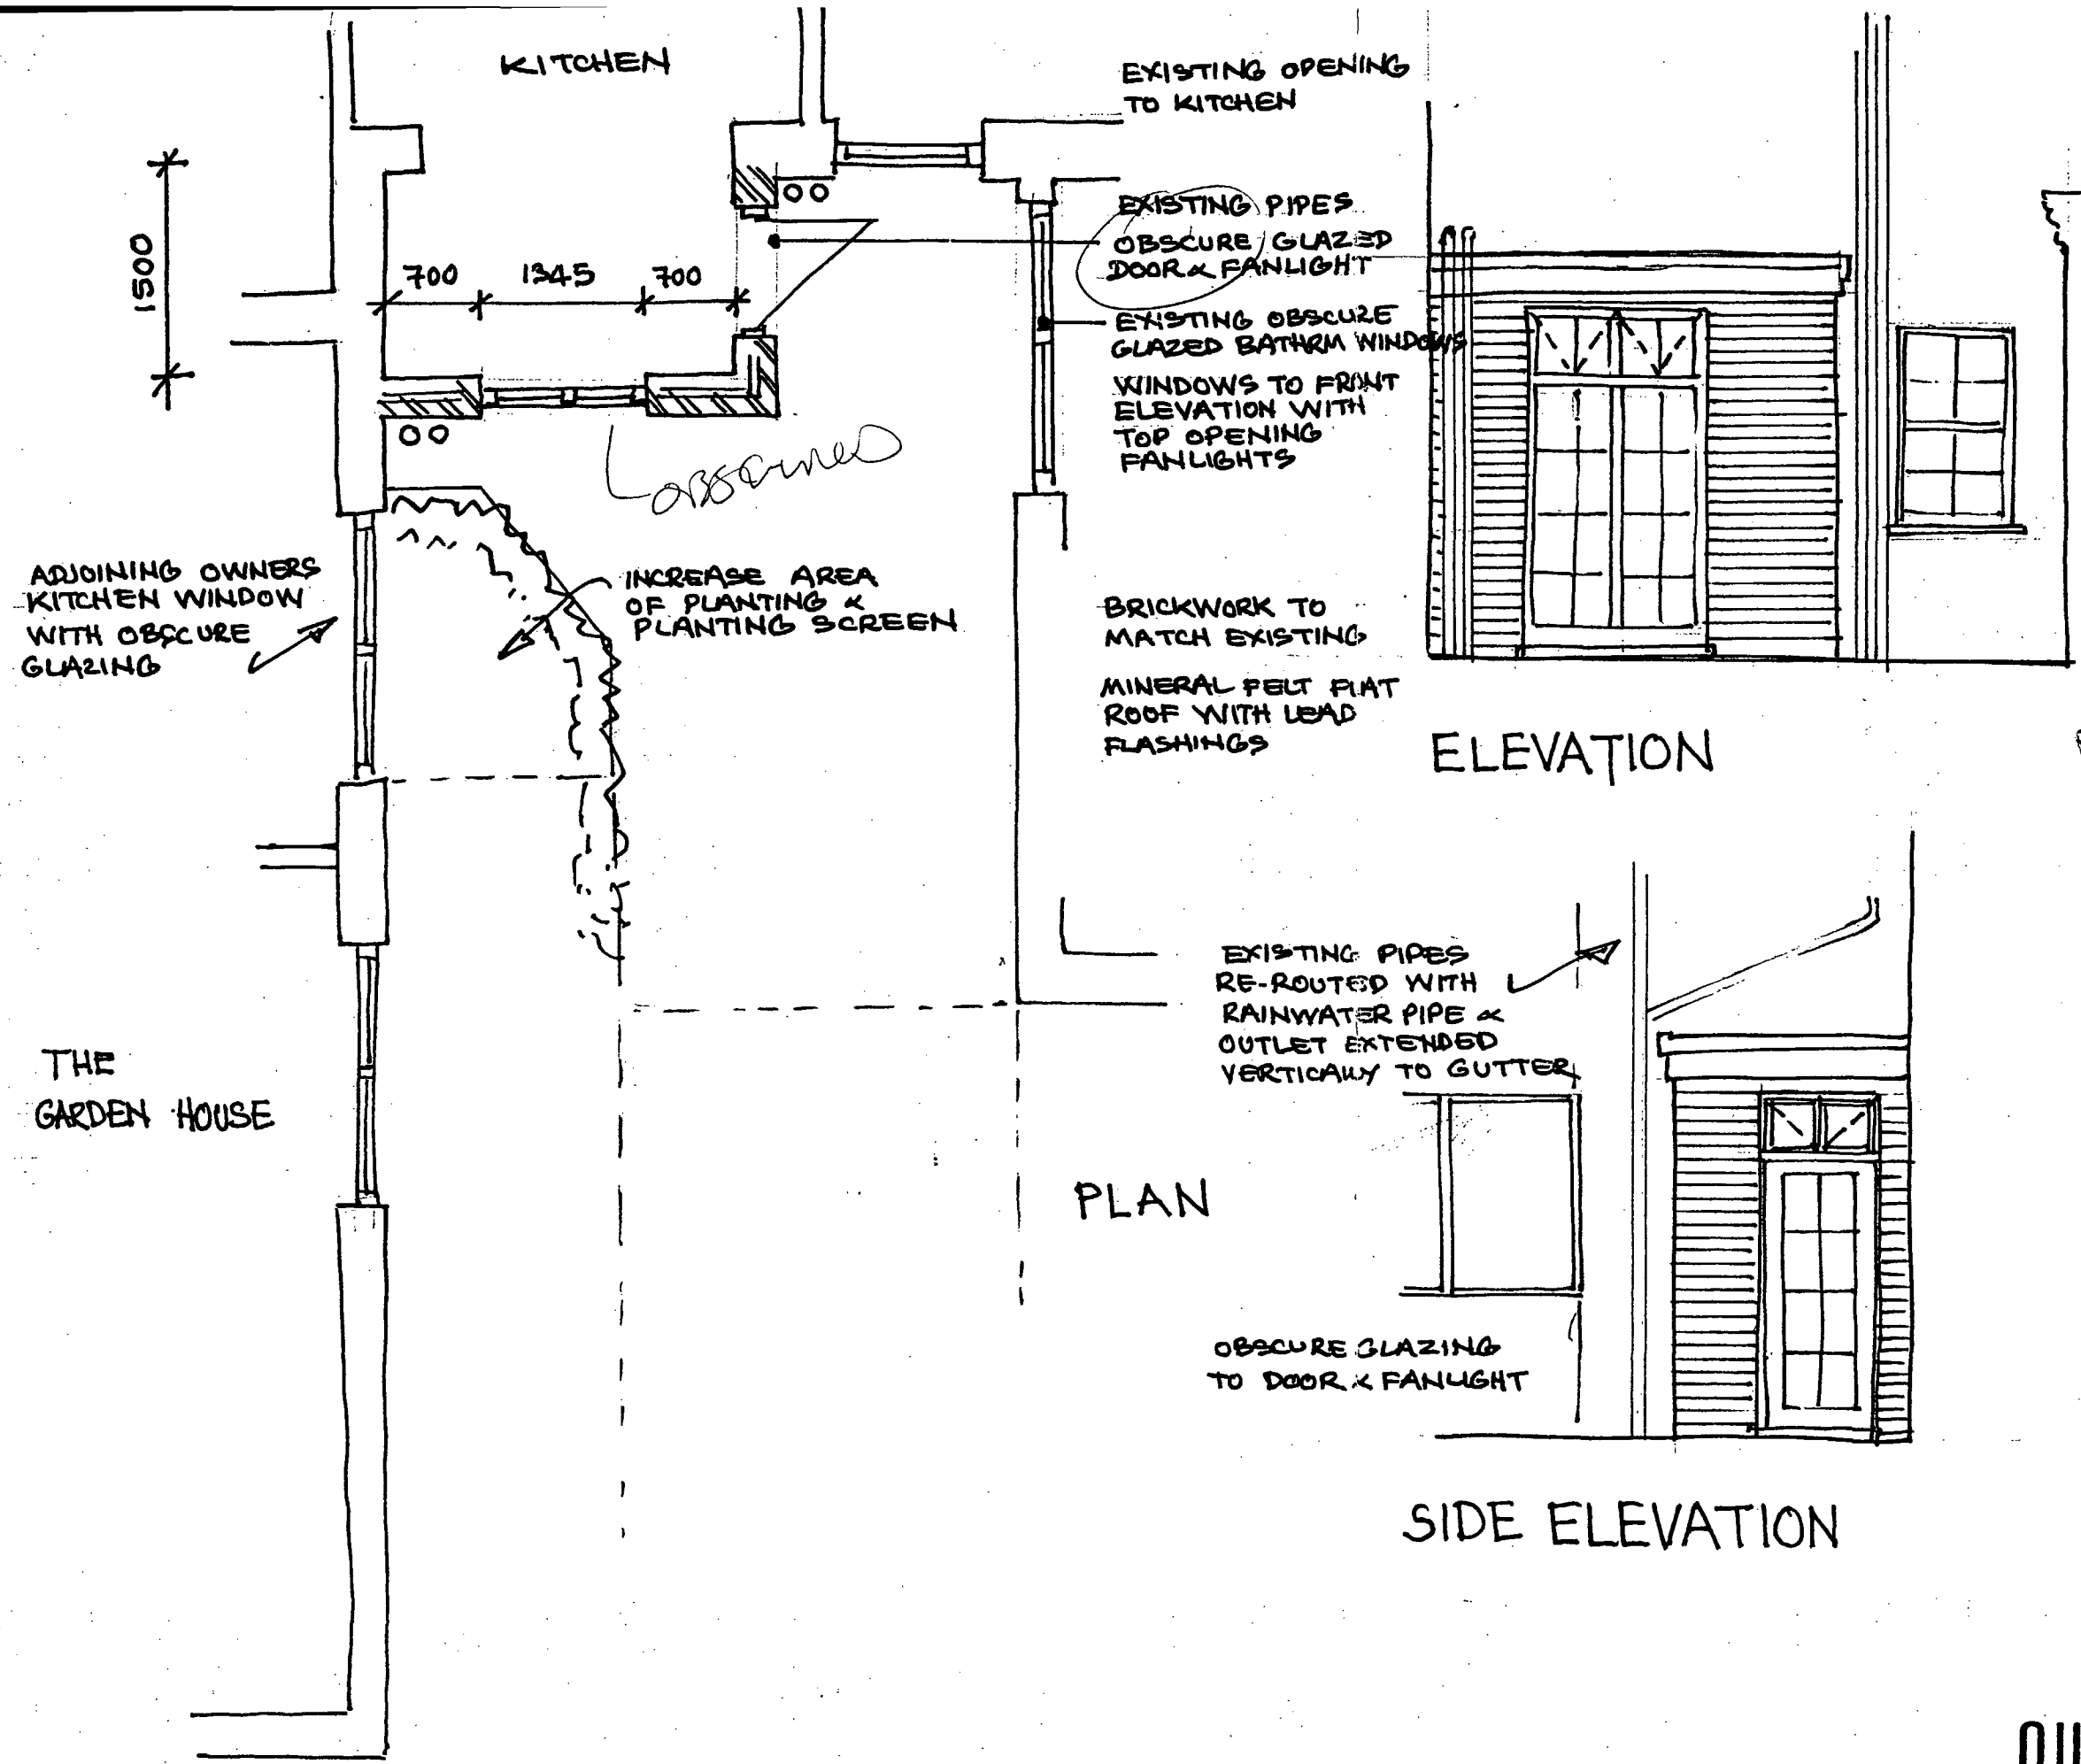 KITCHEN
EXISTING OPENING
TO KITCHEN
EXISTING PIPES
OBSCURE GLAZED
DOOR & FANLIGHT
EXISTING OBSCURE
GLAZED BATHRM WINDOWS
WINDOWS TO FRONT
ELEVATION WITH
TOP OPENING
FANLIGHTS
1500
700 1345 700
ADJOINING OWNERS
KITCHEN WINDOW
WITH OBSCURE
GLAZING
INCREASE AREA
OF PLANTING &
PLANTING SCREEN
BRICKWORK TO
MATCH EXISTING
MINERAL FELT FLAT
ROOF WITH LEAD
FLASHINGS
ELEVATION
EXISTING PIPES
RE-ROUTED WITH
RAINWATER PIPE &
OUTLET EXTENDED
VERTICALLY TO GUTTER
THE
GARDEN HOUSE
PLAN
OBSCURE GLAZING
TO DOOR & FANLIGHT
SIDE ELEVATION